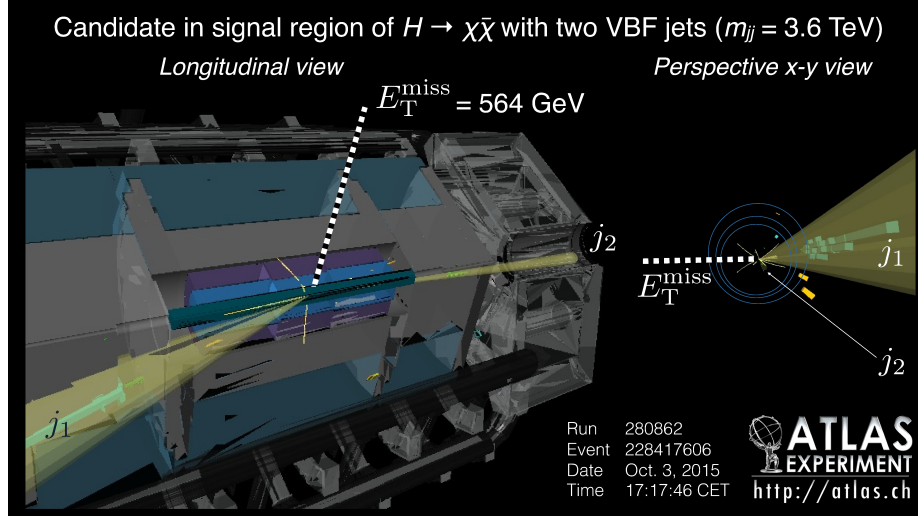 Candidate in signal region of H → χχ̄ with two VBF jets (mjj = 3.6 TeV)
Longitudinal view
Perspective x-y view
E_T^miss = 564 GeV
j2
j1
E_T^miss
j1
j2
Run 280862
Event 228417606
Date Oct. 3, 2015
Time 17:17:46 CET
ATLAS
EXPERIMENT
http://atlas.ch